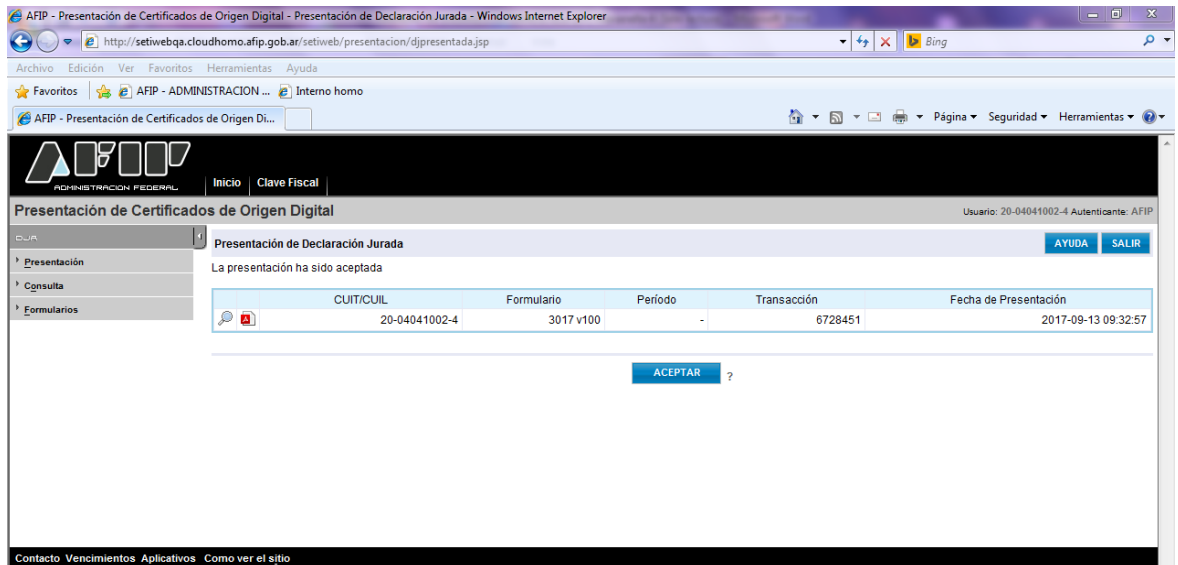 AFIP - Presentación de Certificados de Origen Digital - Presentación de Declaración Jurada - Windows Internet Explorer
http://setiwebqa.cloudhomo.afip.gob.ar/setiweb/presentacion/djpresentada.jsp
Bing
Archivo Edición Ver Favoritos Herramientas Ayuda
Favoritos AFIP - ADMINISTRACION ... Interno homo
AFIP - Presentación de Certificados de Origen Di... Página Seguridad Herramientas
AFIP
ADMINISTRACION FEDERAL Inicio Clave Fiscal
Presentación de Certificados de Origen Digital Usuario: 20-04041002-4 Autenticante: AFIP
DJR
Presentación de Declaración Jurada AYUDA SALIR
Presentación
La presentación ha sido aceptada
Consulta
Formularios
CUIT/CUIL Formulario Período Transacción Fecha de Presentación
20-04041002-4 3017 v100 - 6728451 2017-09-13 09:32:57
ACEPTAR ?
Contacto Vencimientos Aplicativos Como ver el sitio